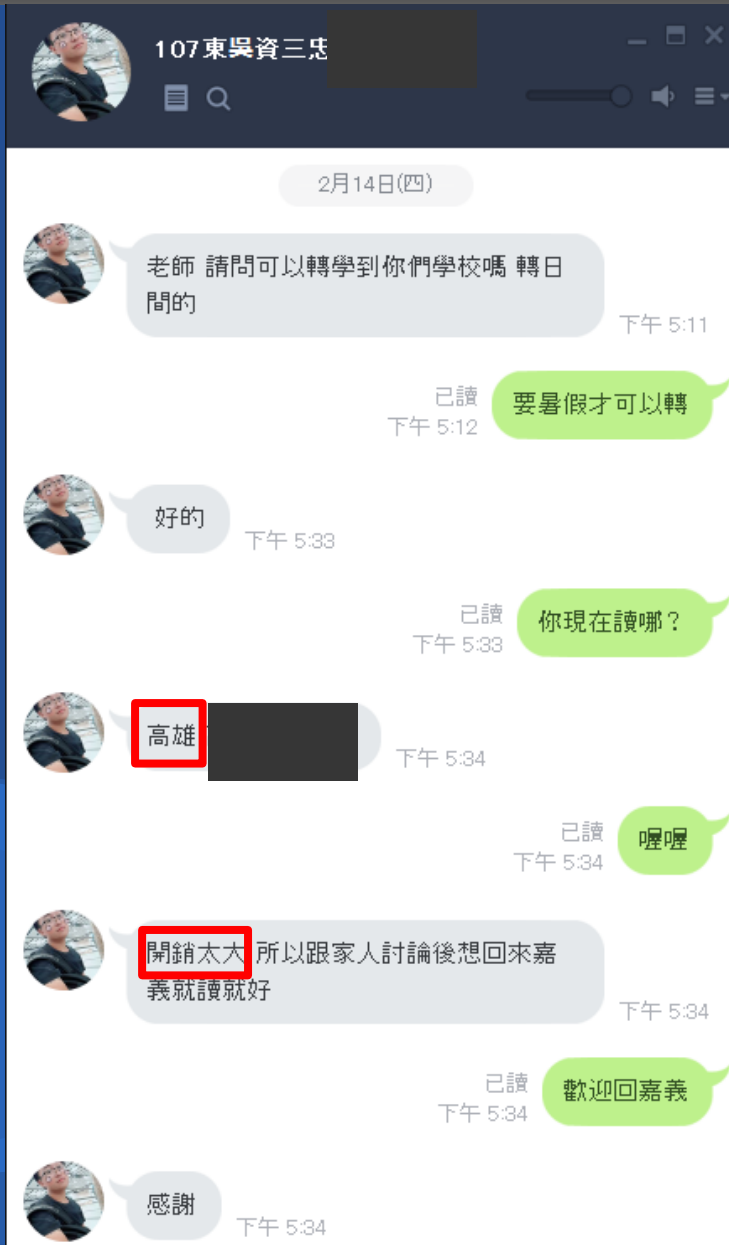 107東吳資三忠
2月14日(四)
老師 請問可以轉學到你們學校嗎 轉日
間的
下午 5:11
已讀
下午 5:12
要暑假才可以轉
好的
下午 5:33
已讀
下午 5:33
你現在讀哪？
高雄
下午 5:34
已讀
下午 5:34
喔喔
開銷太大 所以跟家人討論後想回來嘉
義就讀就好
下午 5:34
已讀
下午 5:34
歡迎回嘉義
感謝
下午 5:34